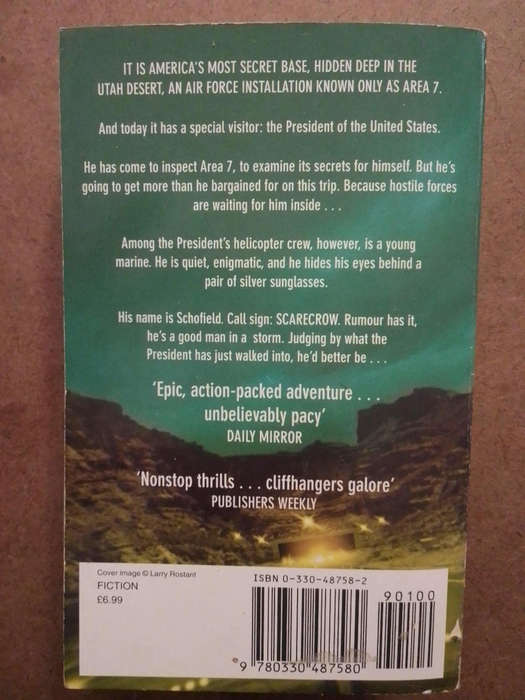 IT IS AMERICA'S MOST SECRET BASE, HIDDEN DEEP IN THE
UTAH DESERT, AN AIR FORCE INSTALLATION KNOWN ONLY AS AREA 7.
And today it has a special visitor: the President of the United States.
He has come to inspect Area 7, to examine its secrets for himself. But he's
going to get more than he bargained for on this trip. Because hostile forces
are waiting for him inside . . .
Among the President's helicopter crew, however, is a young
marine. He is quiet, enigmatic, and he hides his eyes behind a
pair of silver sunglasses.
His name is Schofield. Call sign: SCARECROW. Rumour has it,
he's a good man in a storm. Judging by what the
President has just walked into, he'd better be . . .
'Epic, action-packed adventure . . .
unbelievably pacy'
DAILY MIRROR
'Nonstop thrills . . . cliffhangers galore'
PUBLISHERS WEEKLY
Cover image © Larry Rostant
FICTION
£6.99
ISBN 0-330-48758-2
90100
9 780330 487580